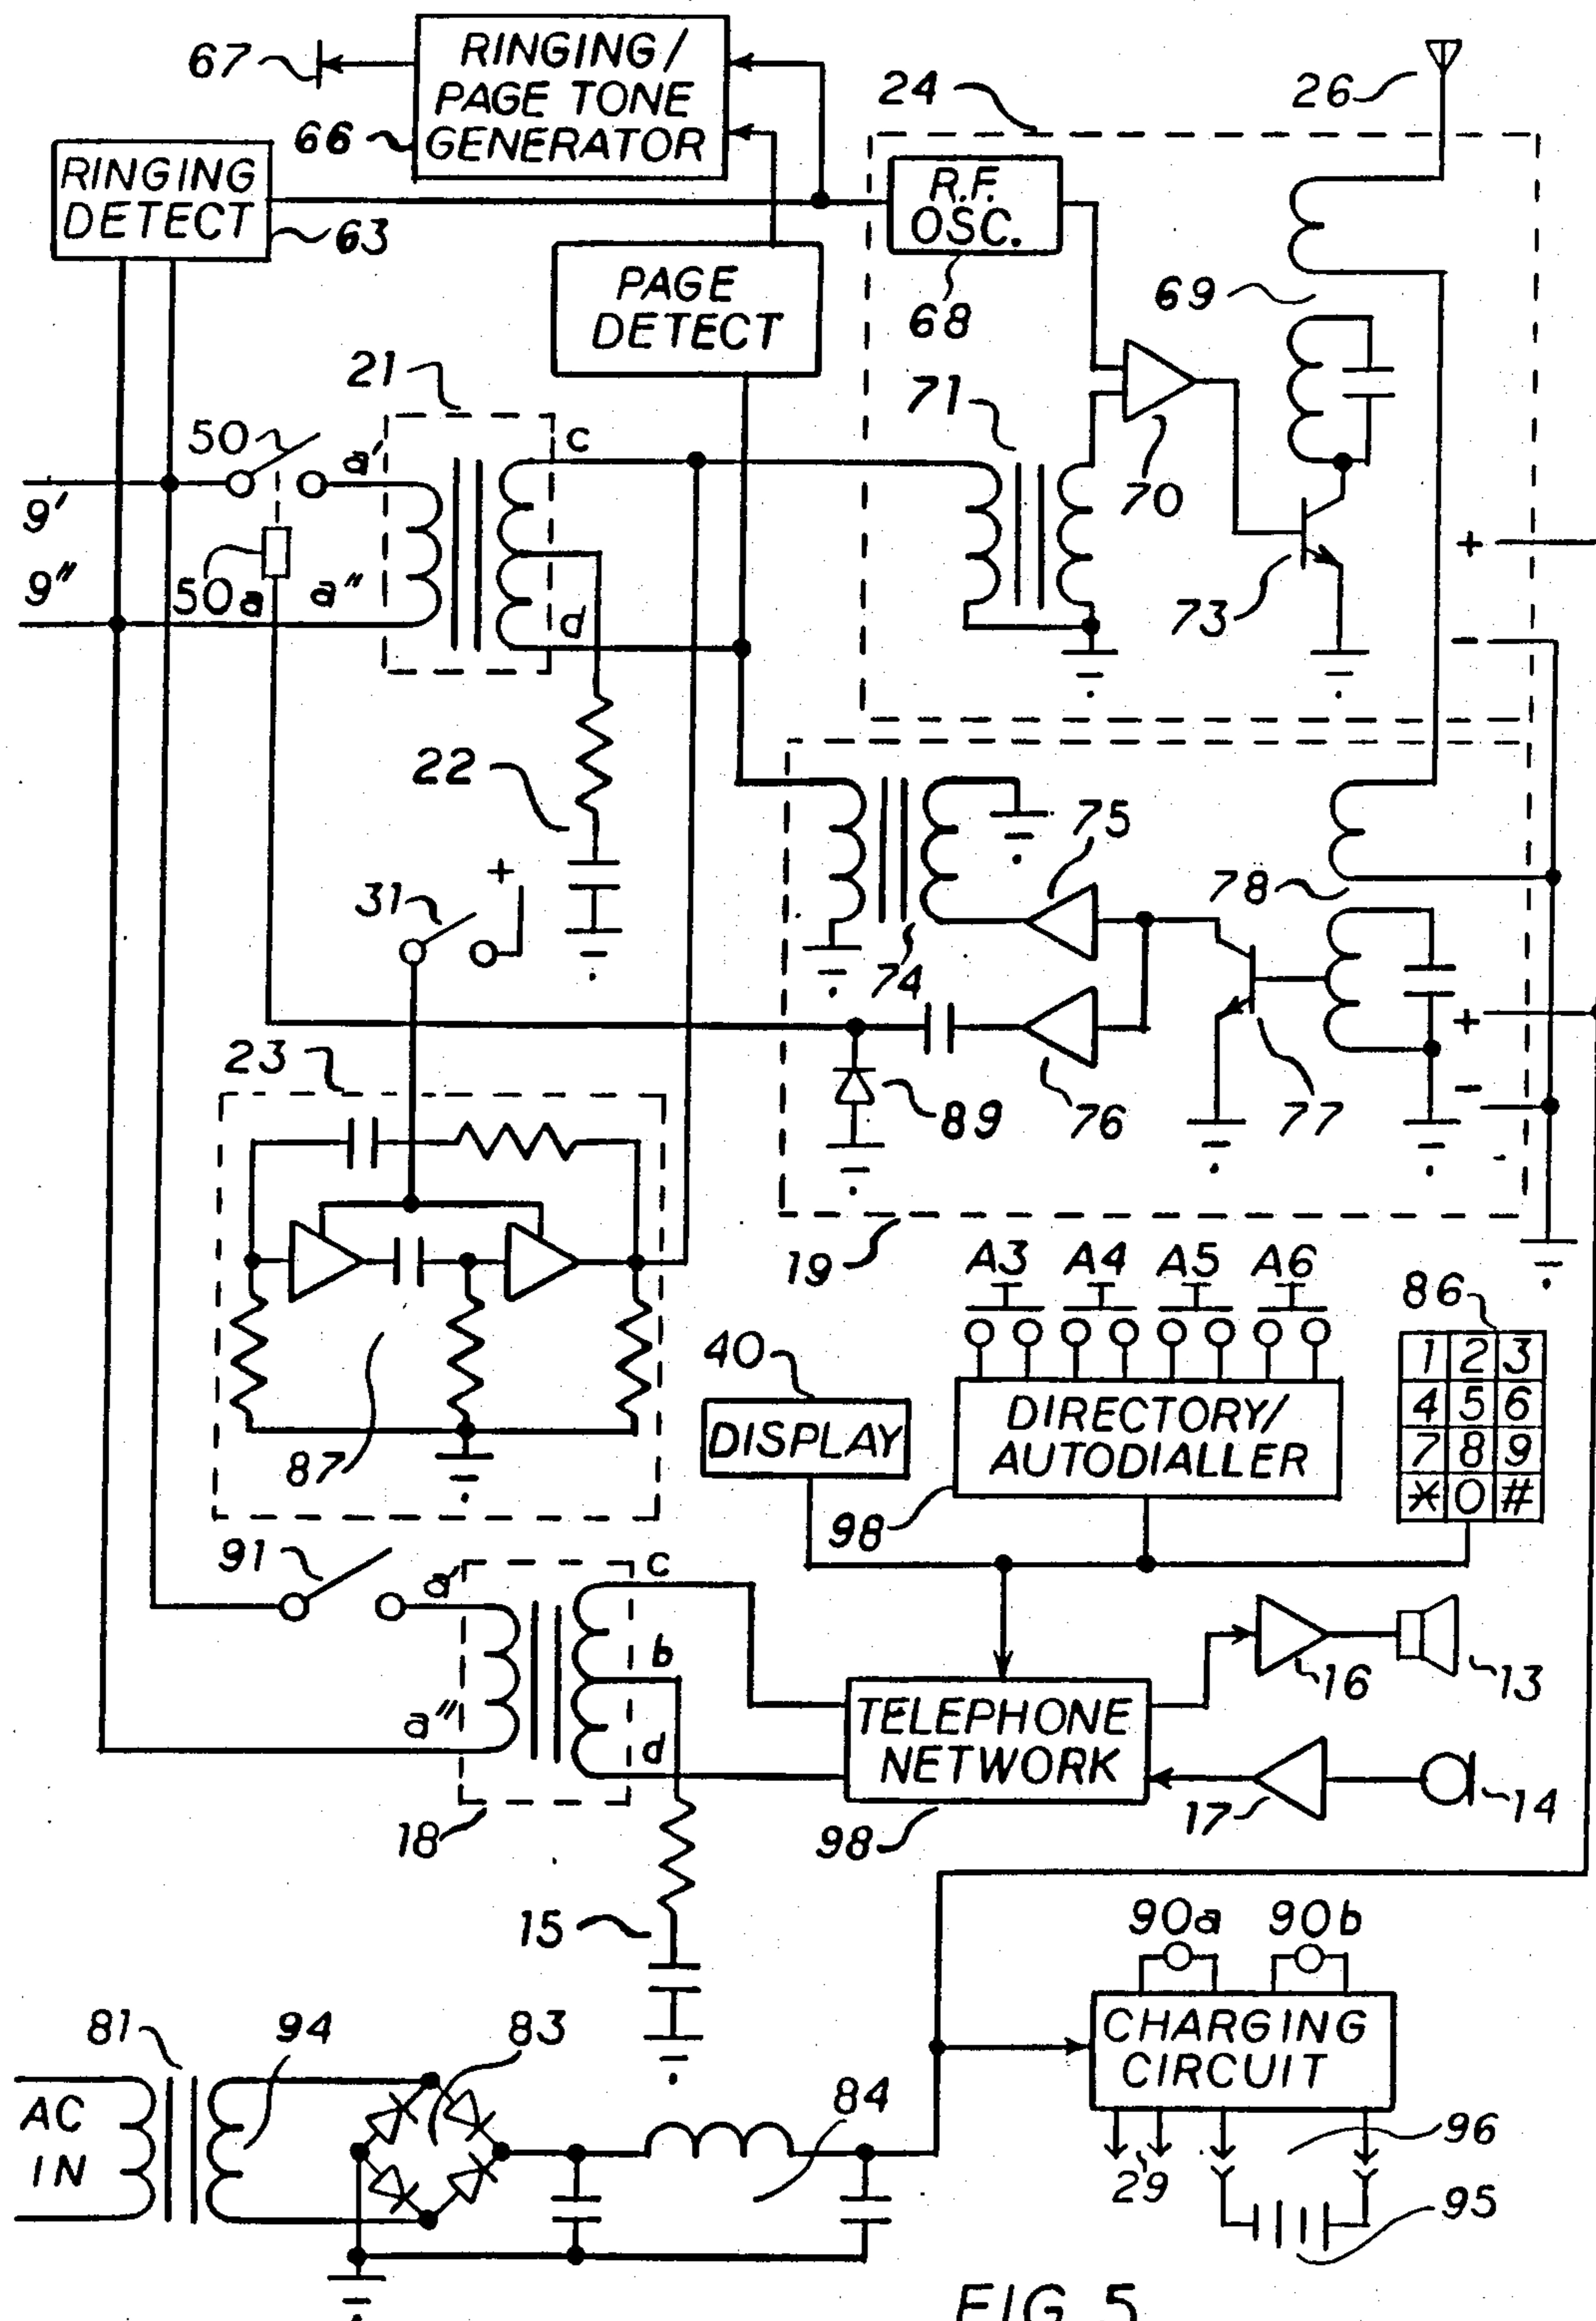 67
RINGING/
PAGE TONE
GENERATOR
66
24
26
RINGING
DETECT
63
R.F.
OSC.
68
69
PAGE
DETECT
21
71
70
50
a'
c
9'
9"
50a
a"
d
73
+
-
22
31
+
75
78
74
+
-
23
89
76
77
19
A3 A4 A5 A6
86
1 2 3
4 5 6
7 8 9
* 0 #
40
DISPLAY
DIRECTORY/
AUTODIALLER
98
87
91
a'
c
b
a"
d
18
TELEPHONE
NETWORK
98
16
13
17
14
15
90a 90b
CHARGING
CIRCUIT
81
94
83
84
96
29
95
AC
IN
FIG 5